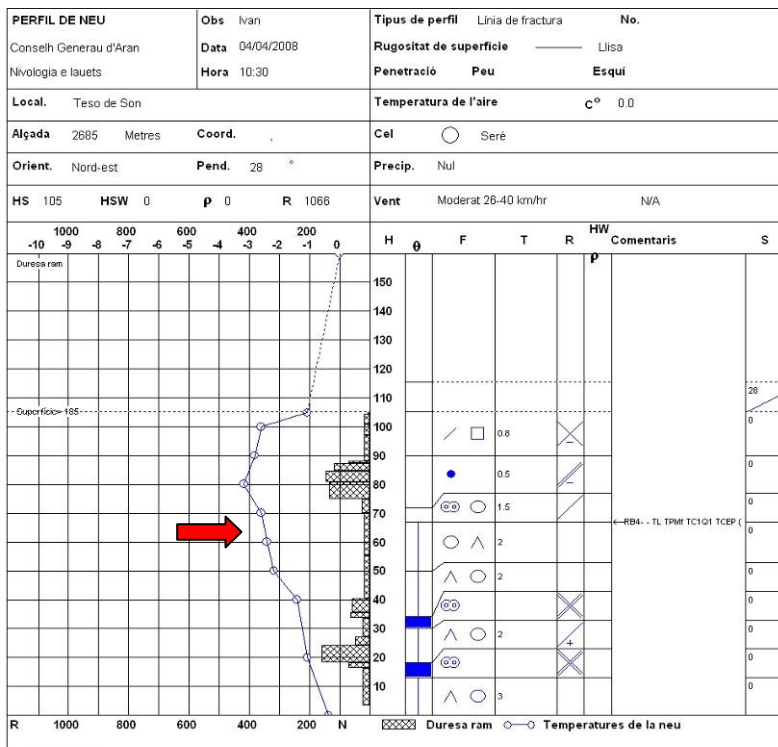 PERFIL DE NEU
Conselh Generau d'Aran
Nivologia e lauets
Obs Ivan
Data 04/04/2008
Hora 10:30
Tipus de perfil Línia de fractura No.
Rugositat de superfície Llisa
Penetració Peu Esquí
Local. Teso de Son
Temperatura de l'aire Cº 0.0
Alçada 2685 Metres Coord. .
Cel Seré
Orient. Nord-est Pend. 28 °
Precip. Nul
HS 105 HSW 0 ρ 0 R 1066
Vent Moderat 26-40 km/hr N/A
1000 800 600 400 200
-10 -9 -8 -7 -6 -5 -4 -3 -2 -1 0
H θ F T R HW ρ Comentaris S
Duresa ram
150
140
130
120
110
28
Superfície= 105
0
100
0.8
90
0
0.5
80
0
1.5
70
RB4- - TL TPMf TC1Q1 TCEP (
0
60
2
50
0
2
40
0
30
0
2
20
0
10
0
3
R 1000 800 600 400 200 N
Duresa ram Temperatures de la neu